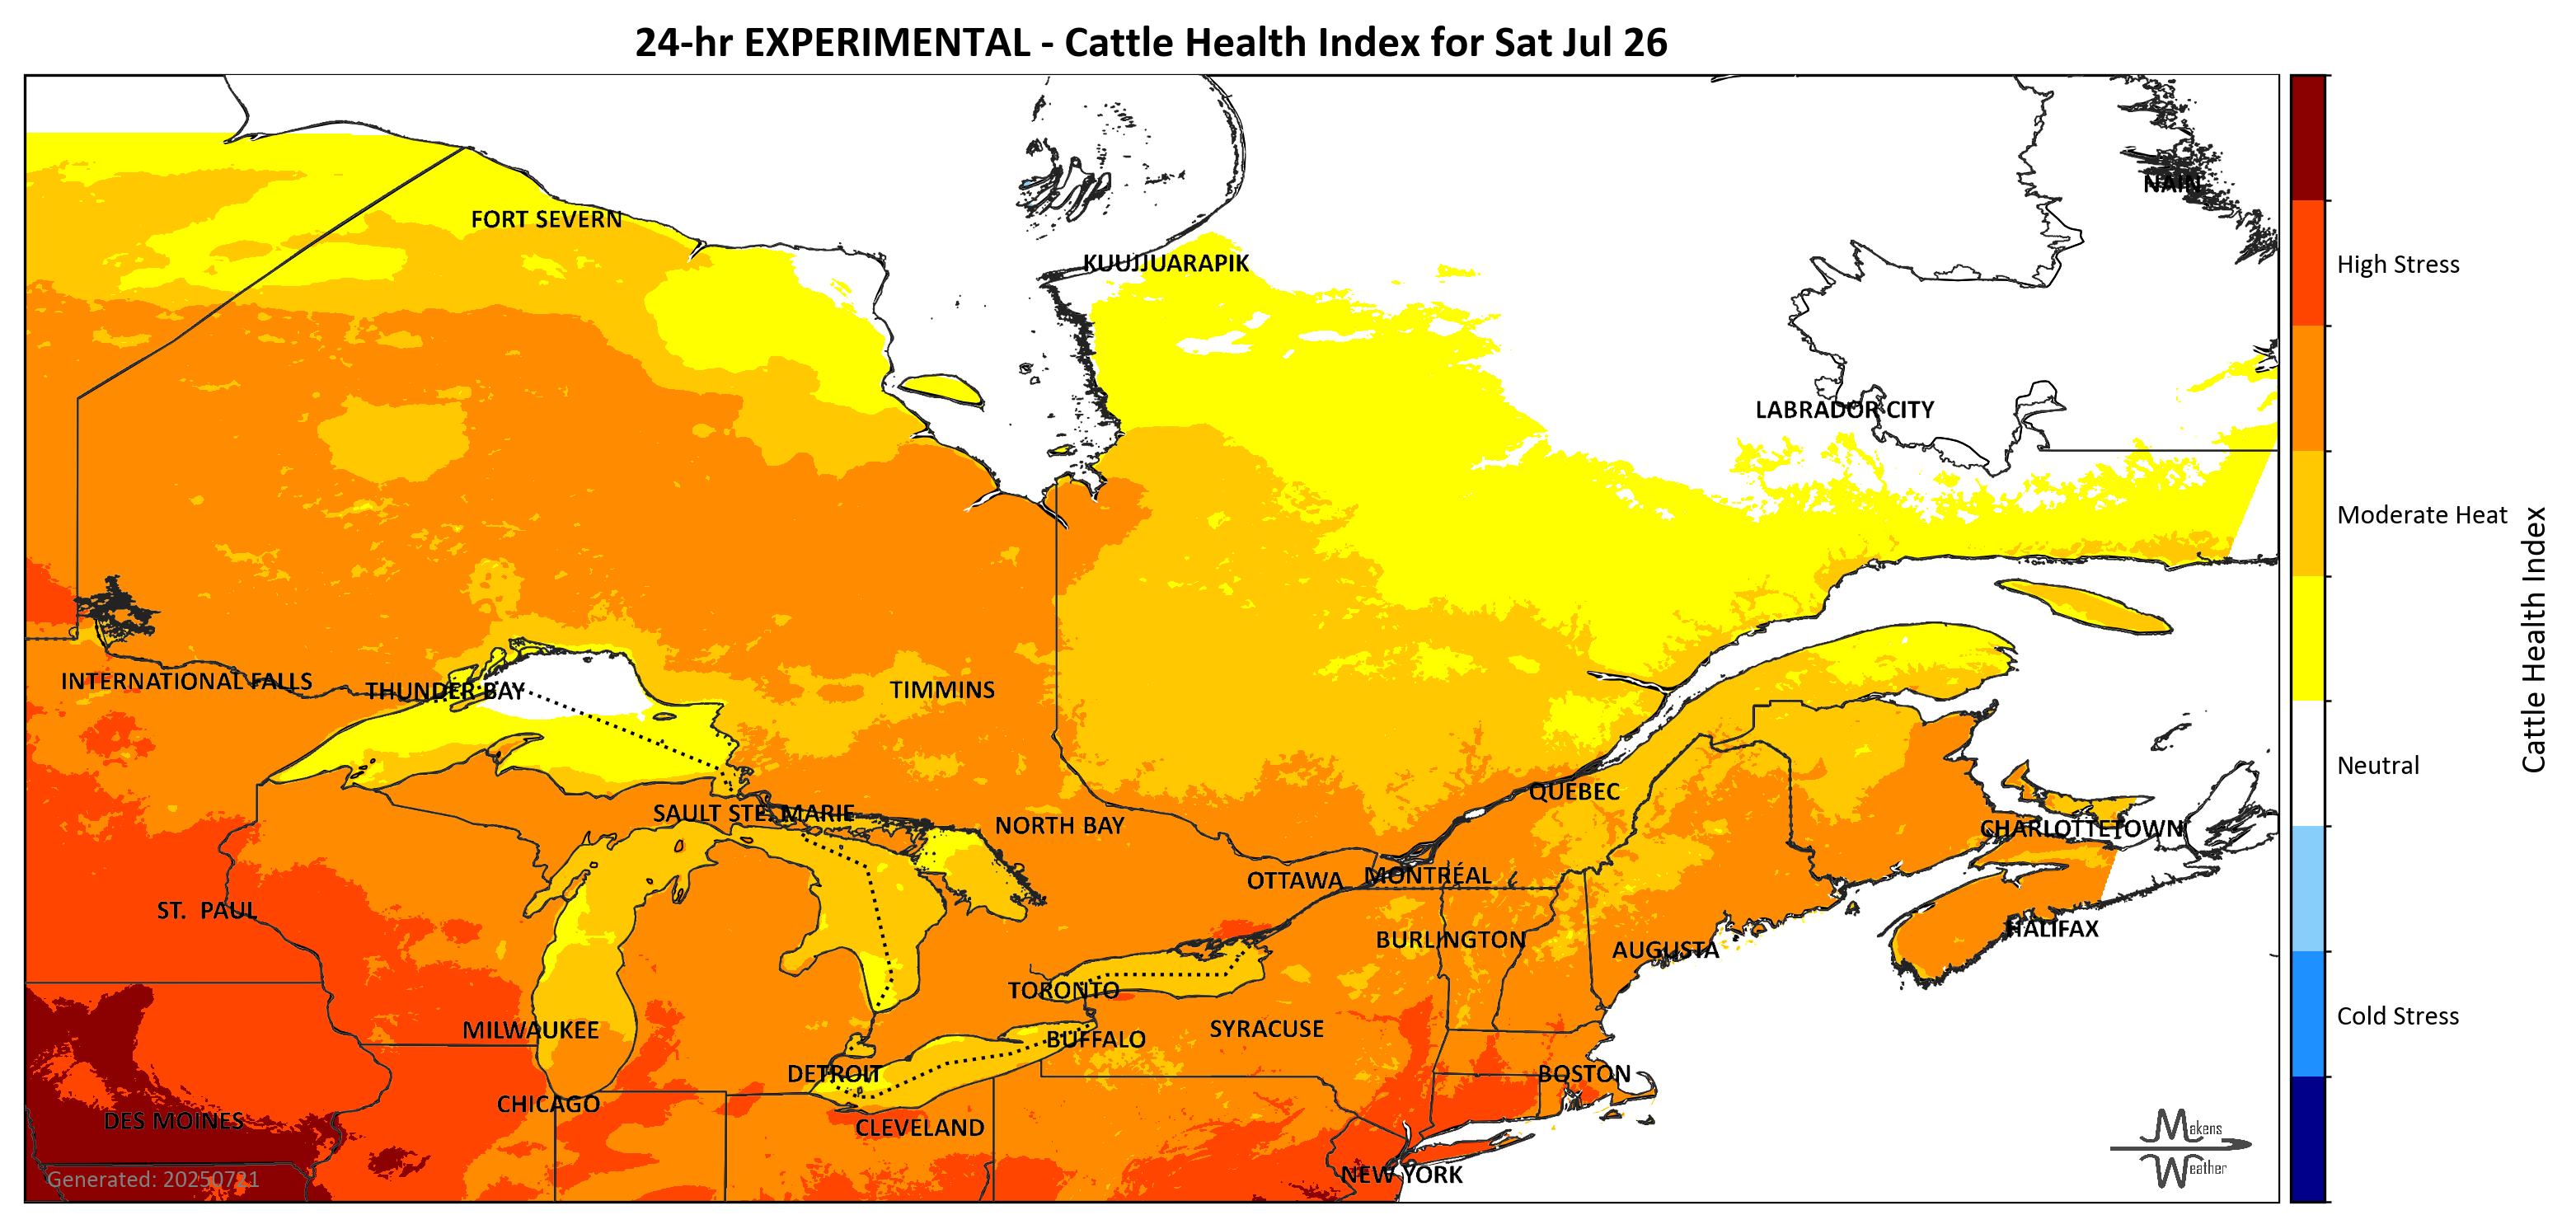 24-hr EXPERIMENTAL - Cattle Health Index for Sat Jul 26
NAIN
FORT SEVERN
KUUJJUARAPIK
High Stress
LABRADOR CITY
Moderate Heat
Cattle Health Index
INTERNATIONAL FALLS
THUNDER BAY
TIMMINS
Neutral
QUEBEC
SAULT STE. MARIE
NORTH BAY
CHARLOTTETOWN
OTTAWA
MONTRÉAL
ST.  PAUL
HALIFAX
BURLINGTON
AUGUSTA
TORONTO
Cold Stress
MILWAUKEE
SYRACUSE
BUFFALO
DETROIT
BOSTON
CHICAGO
DES MOINES
CLEVELAND
Makens
Weather
NEW YORK
Generated: 20250721